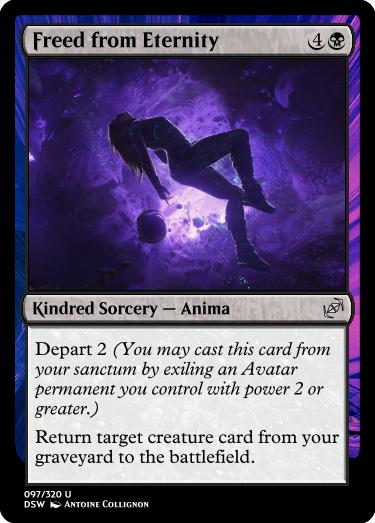 Freed from Eternity 4
Kindred Sorcery — Anima
Depart 2 (You may cast this card from
your sanctum by exiling an Avatar
permanent you control with power 2 or
greater.)
Return target creature card from your
graveyard to the battlefield.
097/320 U
DSW Antoine Collignon